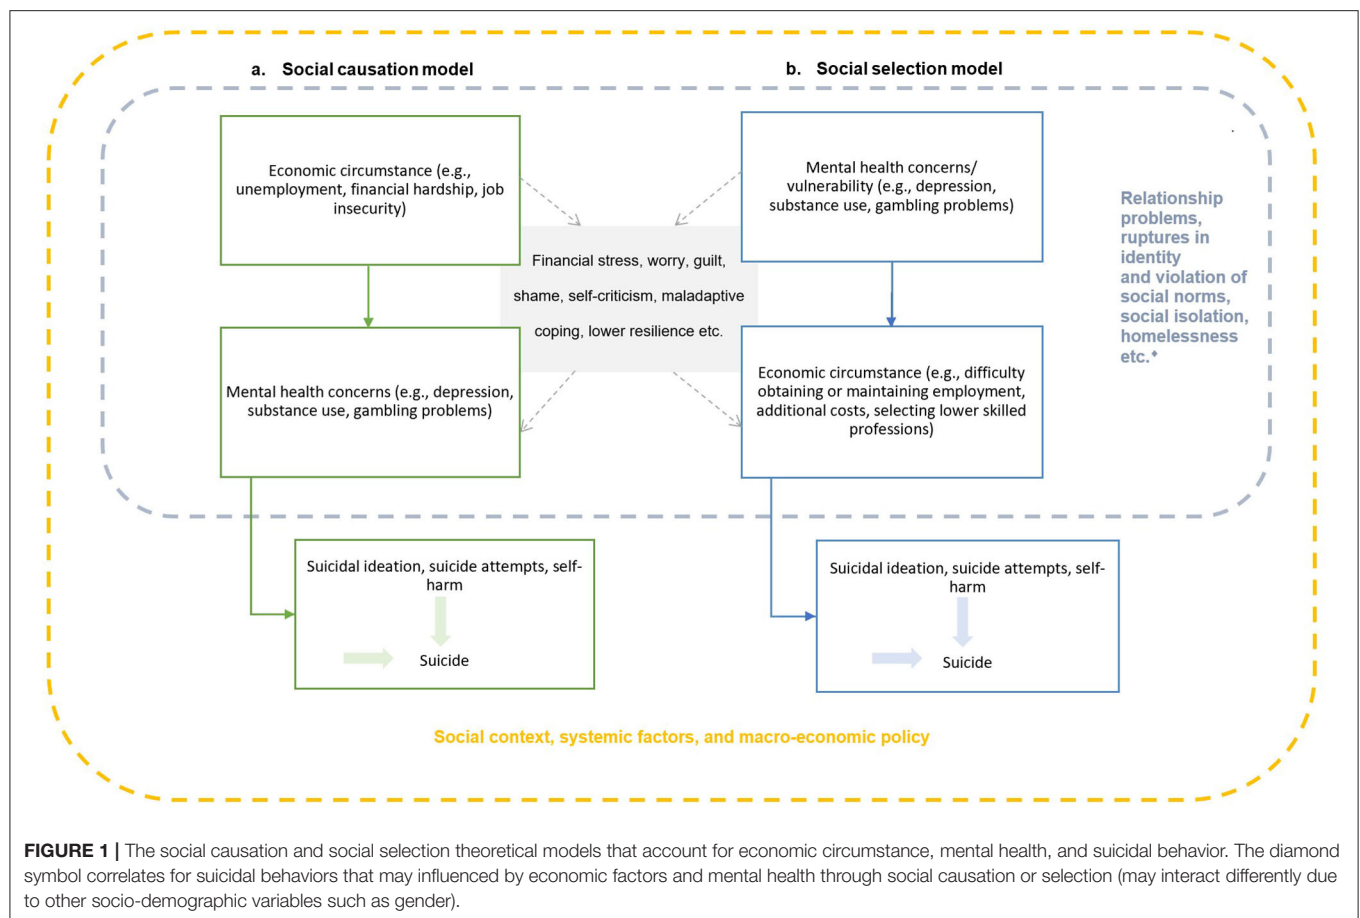 a. Social causation model
b. Social selection model
Economic circumstance (e.g.,
unemployment, financial hardship, job
insecurity)
Mental health concerns/
vulnerability (e.g., depression,
substance use, gambling problems)
Relationship
problems,
ruptures in
identity
and violation of
social norms,
social isolation,
homelessness
etc.♦
Financial stress, worry, guilt,
shame, self-criticism, maladaptive
coping, lower resilience etc.
Mental health concerns (e.g., depression,
substance use, gambling problems)
Economic circumstance (e.g., difficulty
obtaining or maintaining employment,
additional costs, selecting lower skilled
professions)
Suicidal ideation, suicide attempts, self-
harm
Suicide
Suicidal ideation, suicide attempts, self-
harm
Suicide
Social context, systemic factors, and macro-economic policy
FIGURE 1 | The social causation and social selection theoretical models that account for economic circumstance, mental health, and suicidal behavior. The diamond
symbol correlates for suicidal behaviors that may influenced by economic factors and mental health through social causation or selection (may interact differently due
to other socio-demographic variables such as gender).